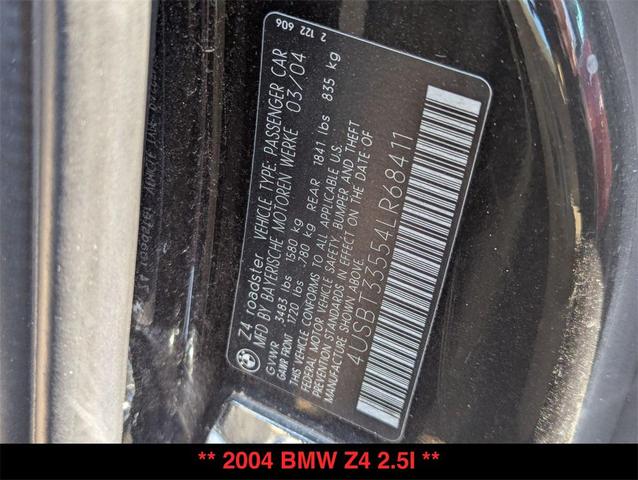 2 122 606
Z4 roadster VEHICLE TYPE: PASSENGER CAR
MFD BY BAYERISCHE MOTOREN WERKE 03/04
GVWR 3483 lbs 1580 kg
GAWR FRONT 1720 lbs 780 kg REAR 1841 lbs 835 kg
THIS VEHICLE CONFORMS TO ALL APPLICABLE U.S.
FEDERAL MOTOR VEHICLE SAFETY, BUMPER AND THEFT
PREVENTION STANDARDS IN EFFECT ON THE DATE OF
MANUFACTURE SHOWN ABOVE.
4USBT33554LR68411
** 2004 BMW Z4 2.5I **